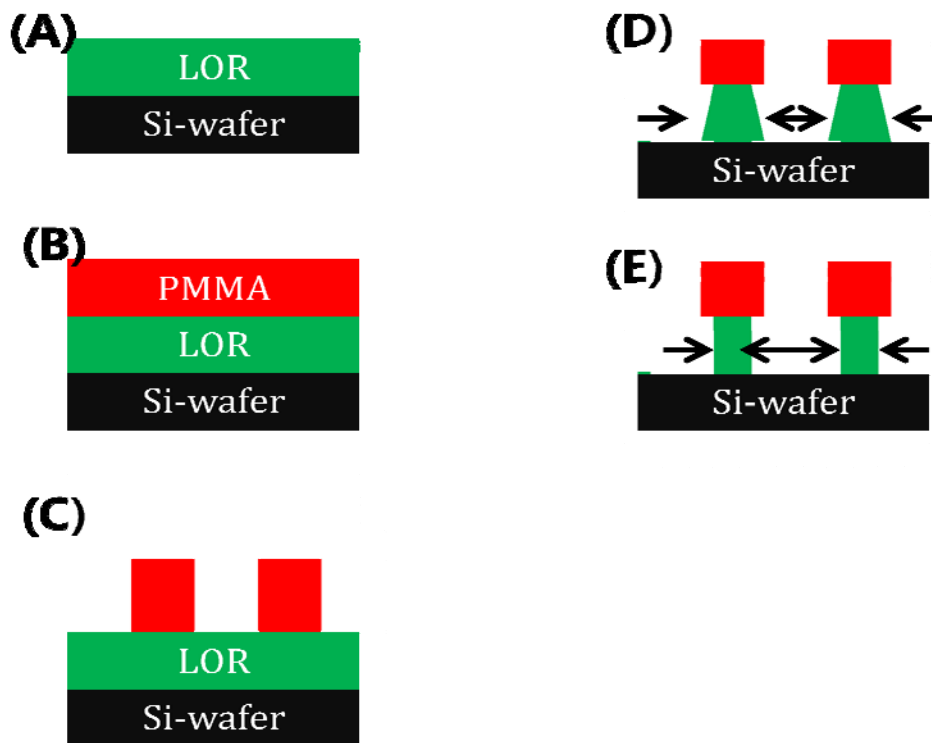 (A)
LOR
Si-wafer
(B)
PMMA
LOR
Si-wafer
(C)
LOR
Si-wafer
(D)
Si-wafer
(E)
Si-wafer